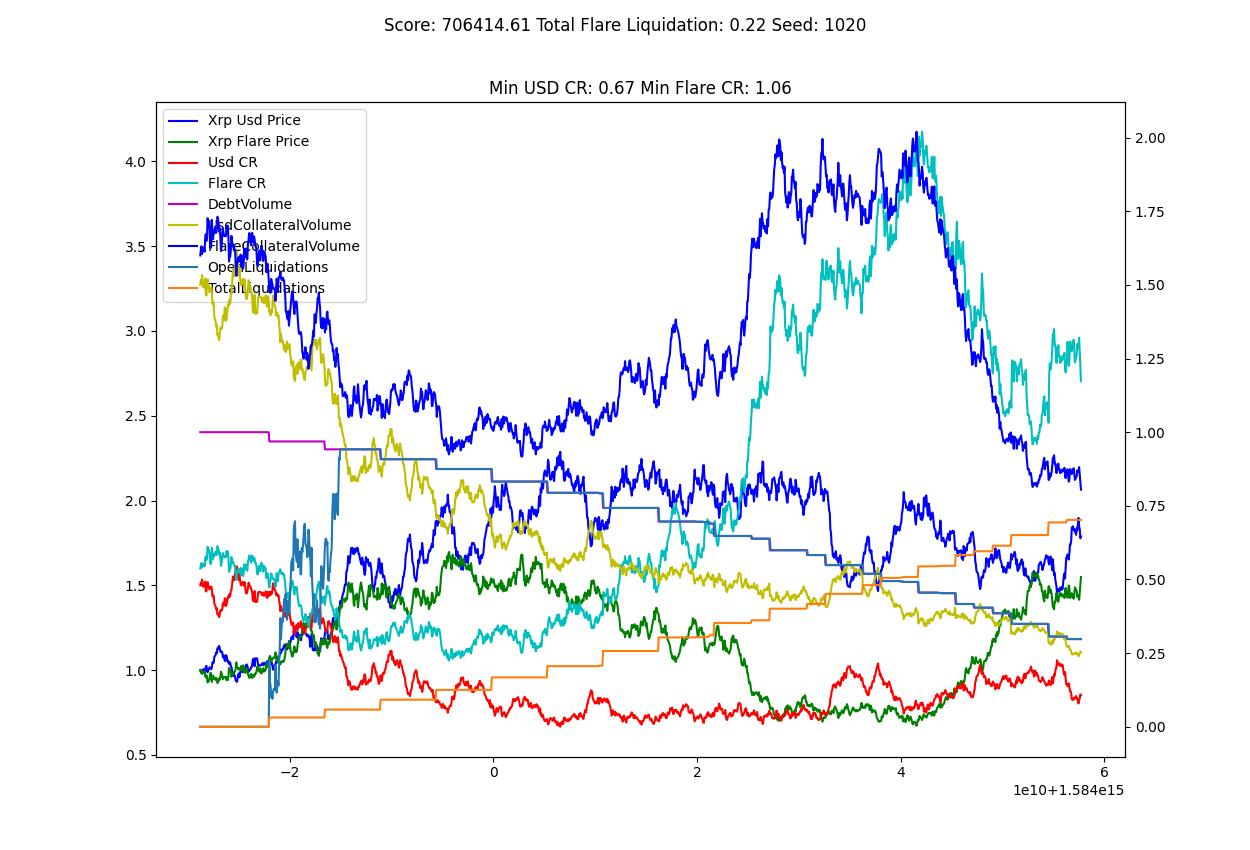 Score: 706414.61 Total Flare Liquidation: 0.22 Seed: 1020
Min USD CR: 0.67 Min Flare CR: 1.06
Xrp Usd Price
Xrp Flare Price
Usd CR
Flare CR
DebtVolume
UsdCollateralVolume
FlareCollateralVolume
OpenLiquidations
TotalLiquidations
4.0
3.5
3.0
2.5
2.0
1.5
1.0
0.5
2.00
1.75
1.50
1.25
1.00
0.75
0.50
0.25
0.00
−2
0
2
4
6
1e10+1.584e15